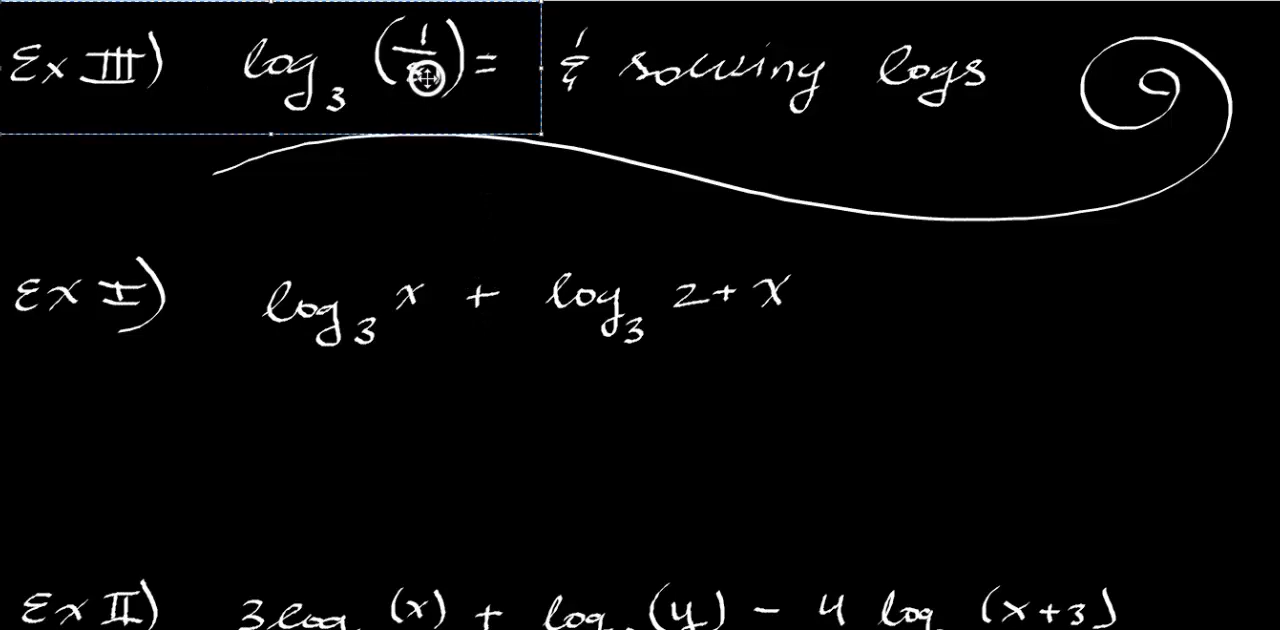 Ex III) log₃ (1/ )= & solving logs
Ex I) log₃ x + log₃ 2+x
Ex II) 3log (x) + log (y) - 4 log (x+3)